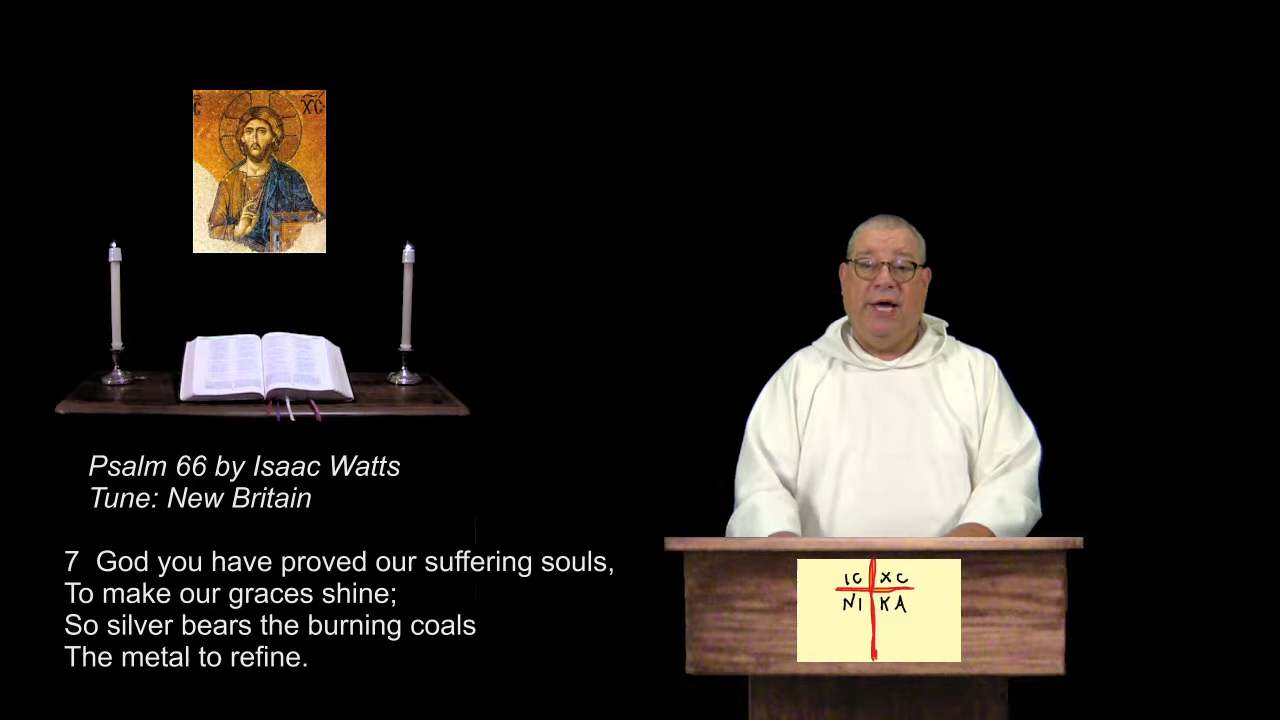 XC
Psalm 66 by Isaac Watts
Tune: New Britain
7 God you have proved our suffering souls,
To make our graces shine;
So silver bears the burning coals
The metal to refine.
IC XC
NI KA